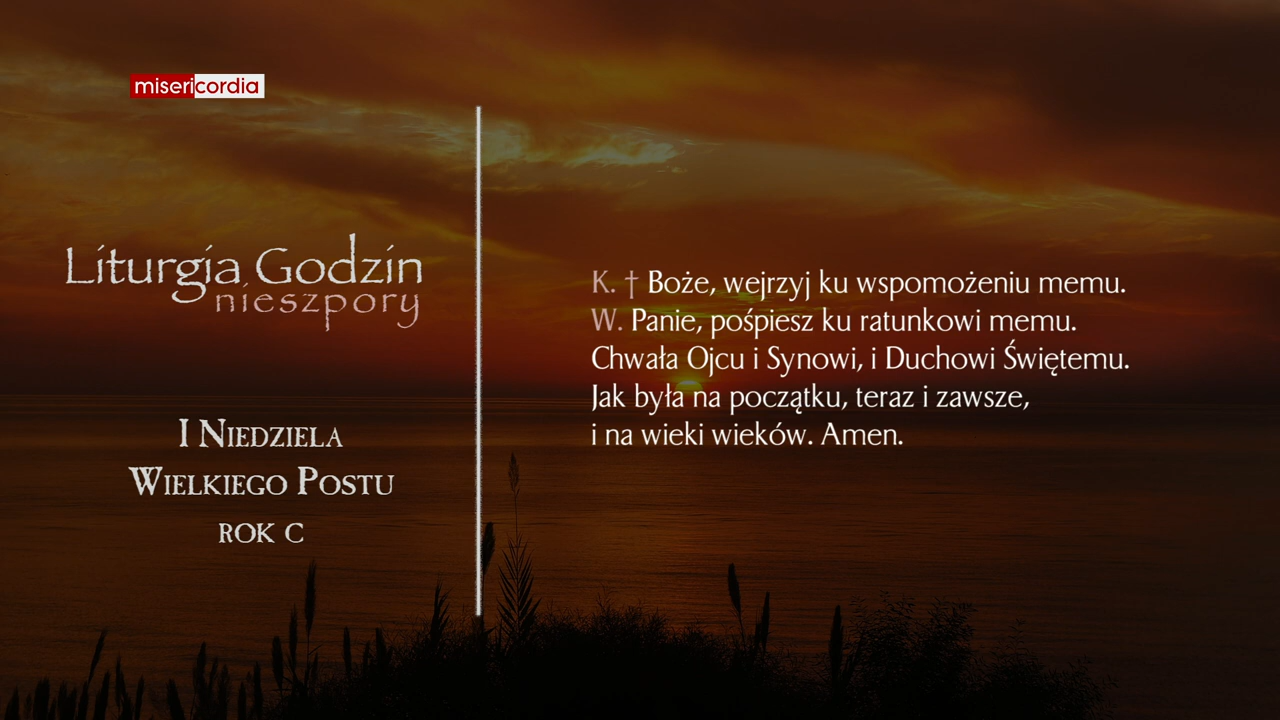 misericordia
Liturgia Godzin
nieszpory
I Niedziela
Wielkiego Postu
rok C
K. † Boże, wejrzyj ku wspomożeniu memu.
W. Panie, pośpiesz ku ratunkowi memu.
Chwała Ojcu i Synowi, i Duchowi Świętemu.
Jak była na początku, teraz i zawsze,
i na wieki wieków. Amen.